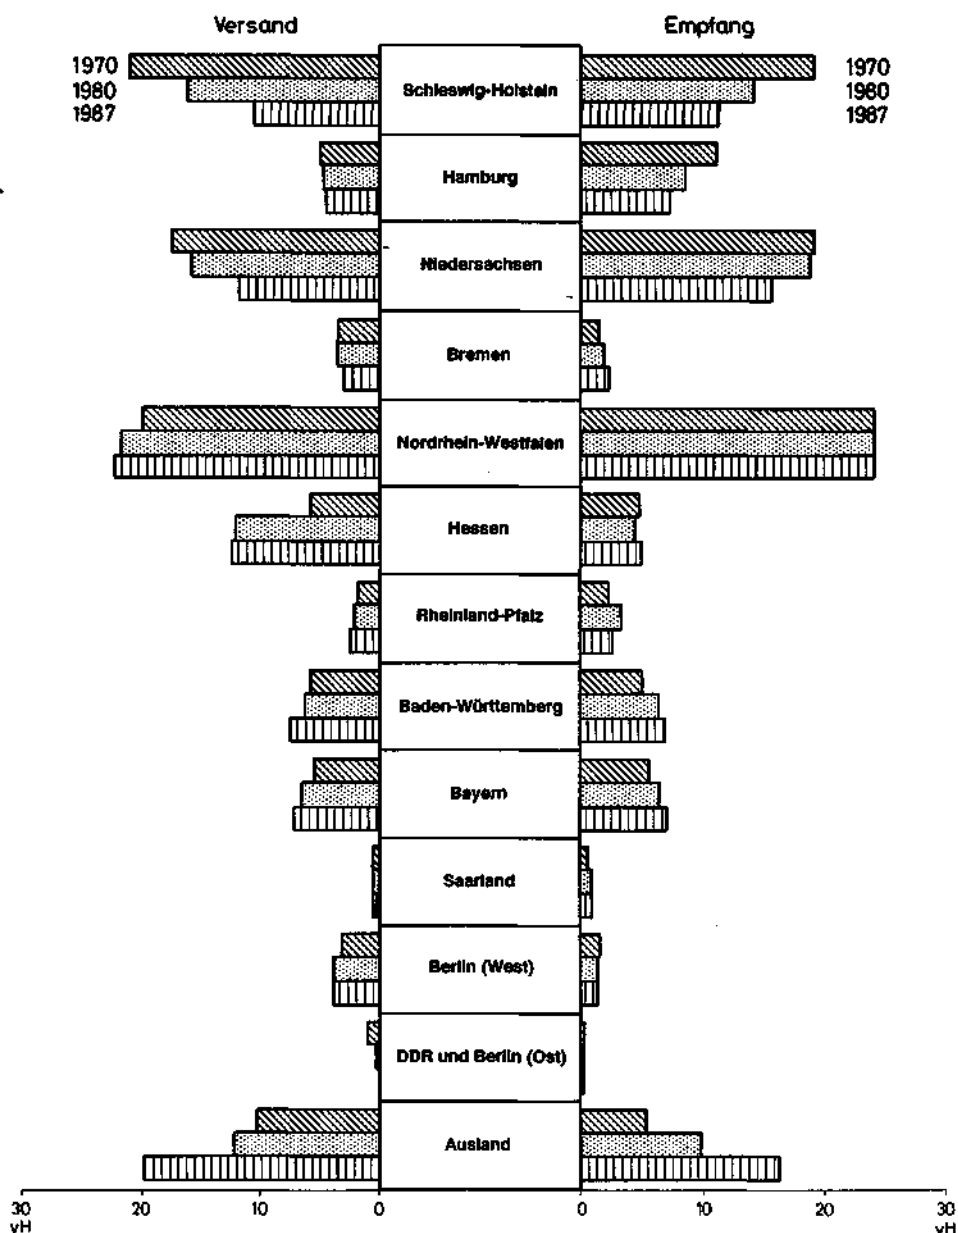 Versand Empfang
1970 Schleswig-Holstein 1970
1980 1980
1987 1987
Hamburg
Niedersachsen
Bremen
Nordrhein-Westfalen
Hessen
Rheinland-Pfalz
Baden-Württemberg
Bayern
Saarland
Berlin (West)
DDR und Berlin (Ost)
Ausland
30 20 10 0 0 10 20 30
vH vH